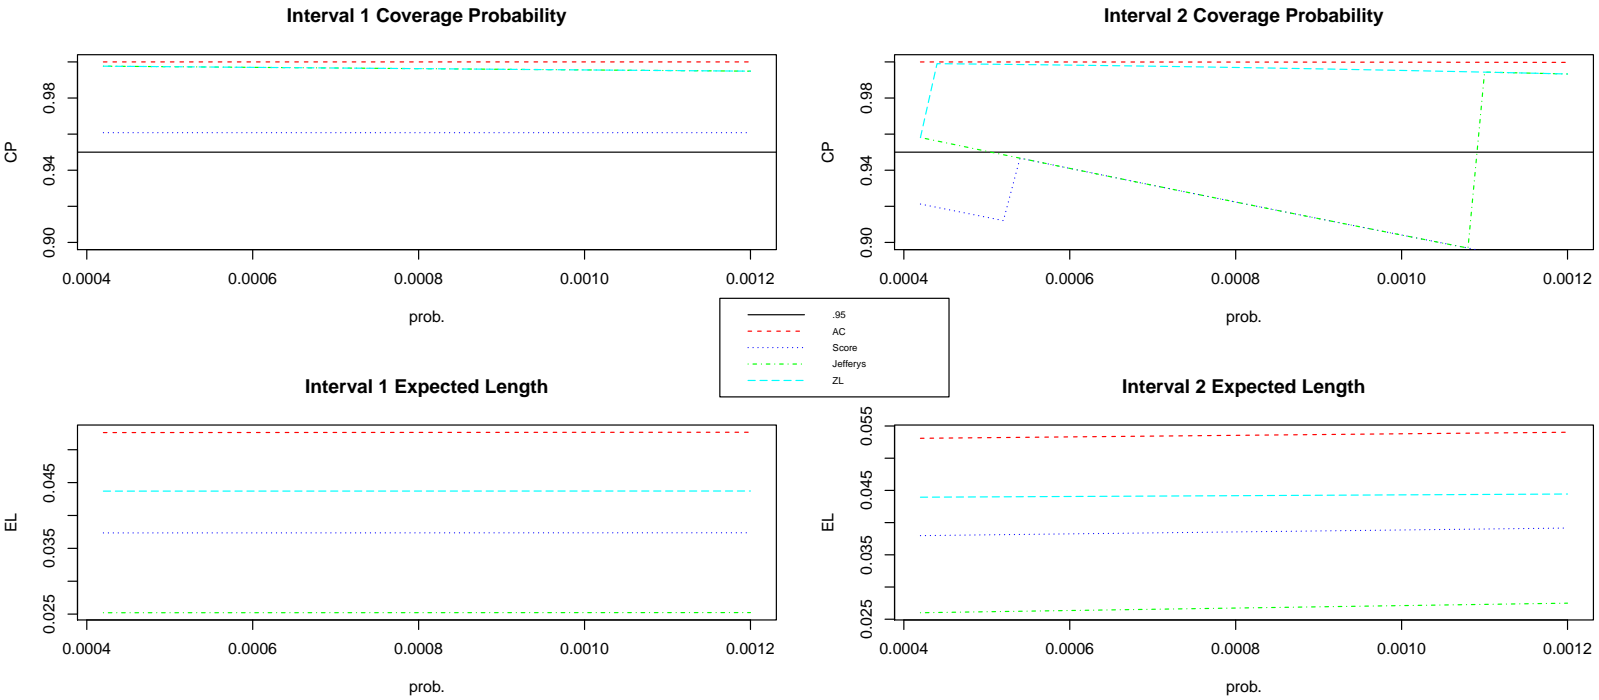 Interval 1 Coverage Probability
CP
0.98
0.94
0.90
0.0004 0.0006 0.0008 0.0010 0.0012
prob.
Interval 2 Coverage Probability
CP
0.98
0.94
0.90
0.0004 0.0006 0.0008 0.0010 0.0012
prob.
.95
AC
Score
Jefferys
ZL
Interval 1 Expected Length
EL
0.045
0.035
0.025
0.0004 0.0006 0.0008 0.0010 0.0012
prob.
Interval 2 Expected Length
EL
0.055
0.045
0.035
0.025
0.0004 0.0006 0.0008 0.0010 0.0012
prob.